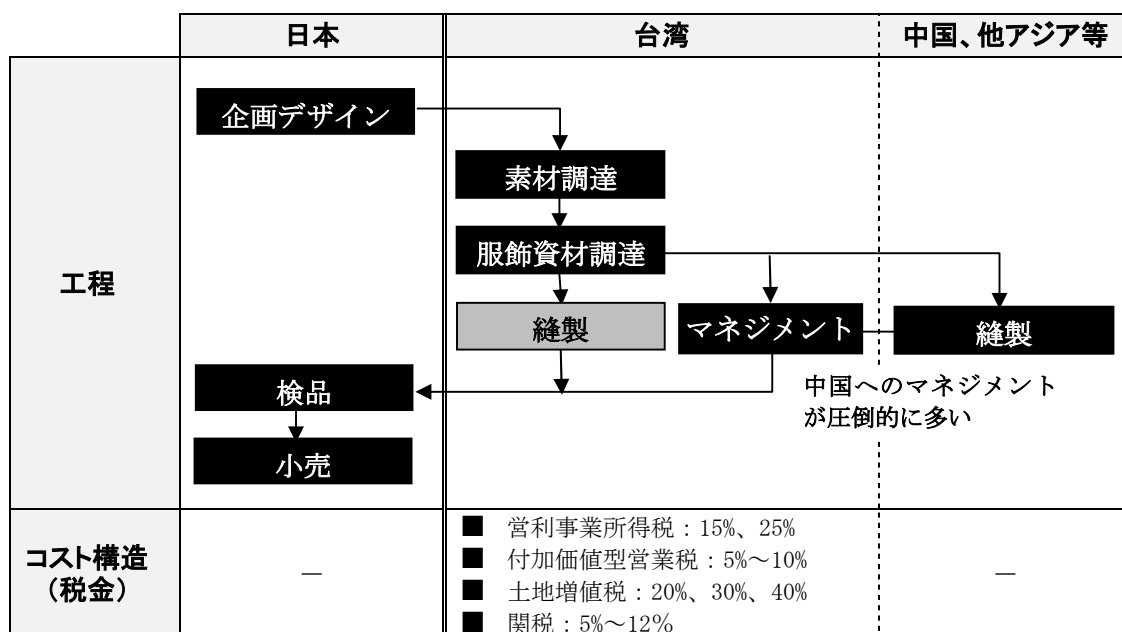 日本
台湾
中国、他アジア等
工程
企画デザイン
素材調達
服飾資材調達
縫製
マネジメント
縫製
検品
中国へのマネジメント
が圧倒的に多い
小売
コスト構造
（税金）
－
■ 営利事業所得税：15%、25%
■ 付加価値型営業税：5%～10%
■ 土地増値税：20%、30%、40%
■ 関税：5%～12%
－